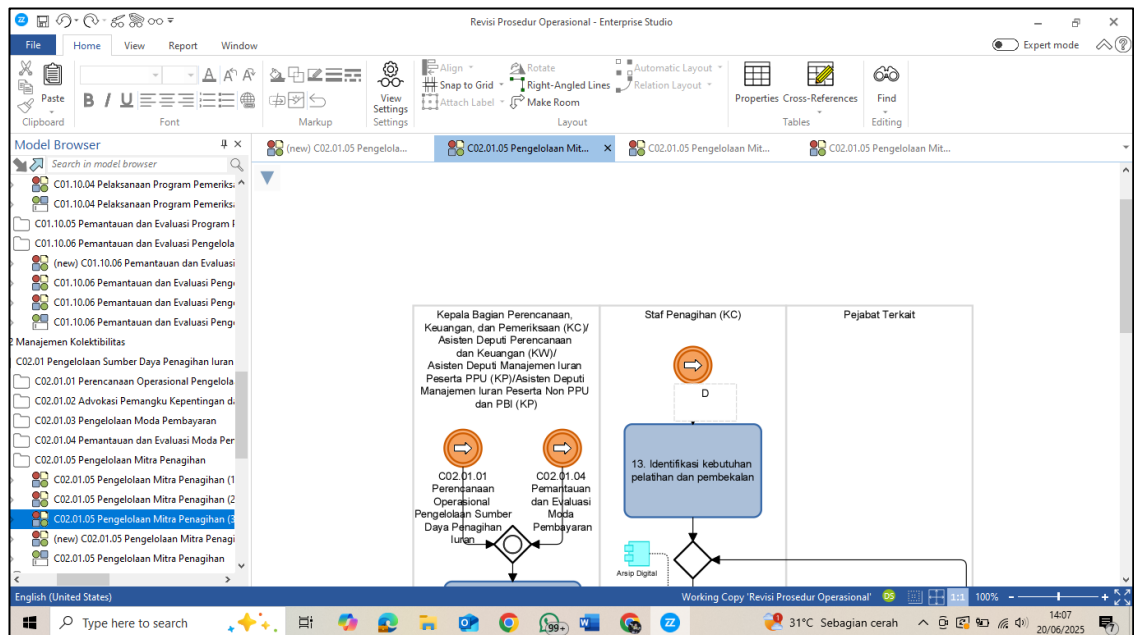 Revisi Prosedur Operasional - Enterprise Studio
File
Home
View
Report
Window
Expert mode
Paste
Clipboard
B I U
Font
Markup
View
Settings
Settings
Align
Snap to Grid
Attach Label
Rotate
Right-Angled Lines
Make Room
Automatic Layout
Relation Layout
Layout
Properties
Cross-References
Tables
Find
Editing
Model Browser
Search in model browser
C01.10.04 Pelaksanaan Program Pemeriks
C01.10.04 Pelaksanaan Program Pemeriks
C01.10.05 Pemantauan dan Evaluasi Program
C01.10.06 Pemantauan dan Evaluasi Pengelola
(new) C01.10.06 Pemantauan dan Evaluasi
C01.10.06 Pemantauan dan Evaluasi Peng
C01.10.06 Pemantauan dan Evaluasi Peng
C01.10.06 Pemantauan dan Evaluasi Peng
2 Manajemen Kolektibilitas
C02.01 Pengelolaan Sumber Daya Penagihan Iuran
C02.01.01 Perencanaan Operasional Pengelola
C02.01.02 Advokasi Pemangku Kepentingan d
C02.01.03 Pengelolaan Moda Pembayaran
C02.01.04 Pemantauan dan Evaluasi Moda Per
C02.01.05 Pengelolaan Mitra Penagihan
C02.01.05 Pengelolaan Mitra Penagihan (1
C02.01.05 Pengelolaan Mitra Penagihan (2
C02.01.05 Pengelolaan Mitra Penagihan (3
(new) C02.01.05 Pengelolaan Mitra Penagi
C02.01.05 Pengelolaan Mitra Penagihan
(new) C02.01.05 Pengelola...
C02.01.05 Pengelolaan Mit...
C02.01.05 Pengelolaan Mit...
C02.01.05 Pengelolaan Mit...
Kepala Bagian Perencanaan,
Keuangan, dan Pemeriksaan (KC)/
Asisten Deputi Perencanaan
dan Keuangan (KW)/
Asisten Deputi Manajemen Iuran
Peserta PPU (KP)/Asisten Deputi
Manajemen Iuran Peserta Non PPU
dan PBI (KP)
Staf Penagihan (KC)
Pejabat Terkait
D
13. Identifikasi kebutuhan
pelatihan dan pembekalan
C02.01.01
Perencanaan
Operasional
Pengelolaan Sumber
Daya Penagihan
Iuran
C02.01.04
Pemantauan
dan Evaluasi
Moda
Pembayaran
Arsip Digital
English (United States)
Working Copy 'Revisi Prosedur Operasional'
DS
1:1
100%
Type here to search
99+
31°C Sebagian cerah
14:07
20/06/2025